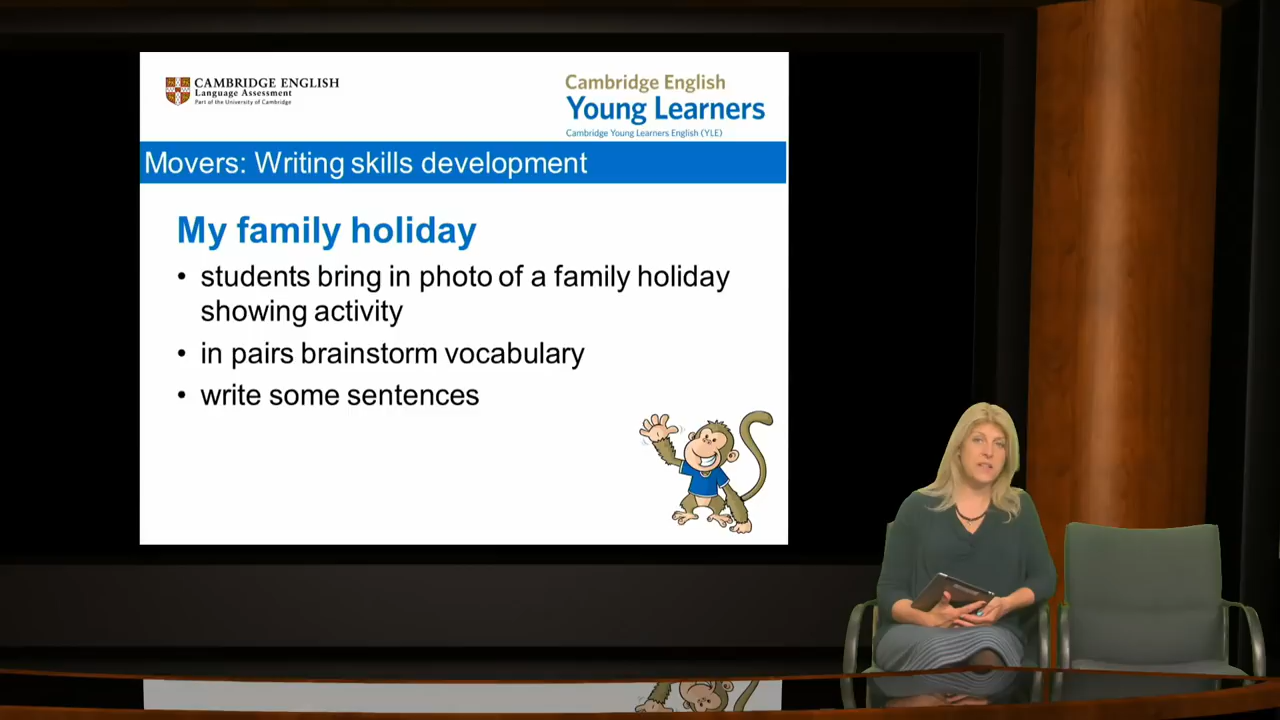 CAMBRIDGE ENGLISH
Language Assessment
Part of the University of Cambridge
Cambridge English
Young Learners
Cambridge Young Learners English (YLE)
Movers: Writing skills development
My family holiday
• students bring in photo of a family holiday
showing activity
• in pairs brainstorm vocabulary
• write some sentences